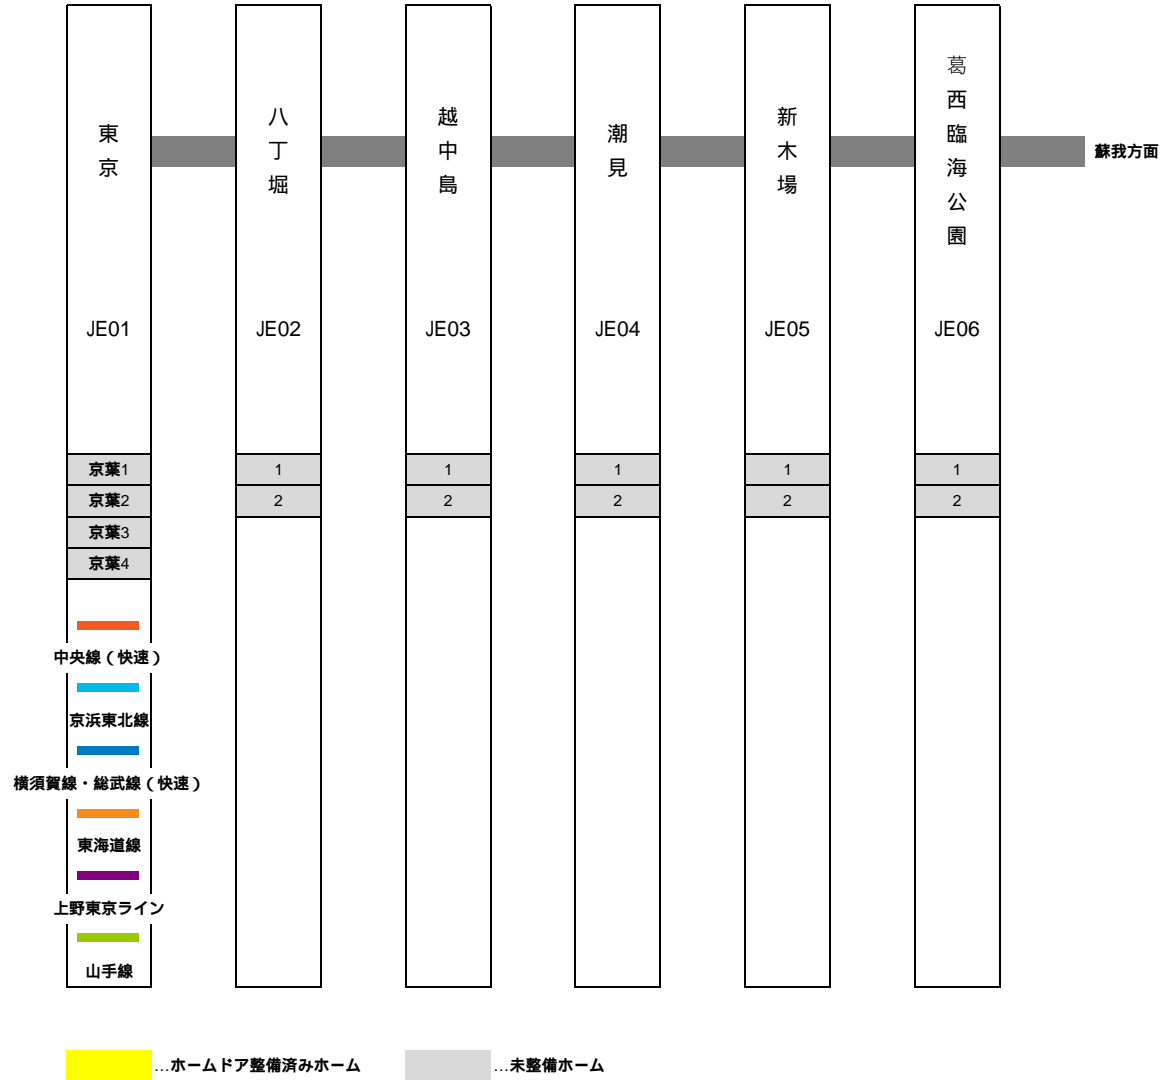 東京
八丁堀
越中島
潮見
新木場
葛西臨海公園
蘇我方面
JE01
JE02
JE03
JE04
JE05
JE06
京葉1
1
1
1
1
1
京葉2
2
2
2
2
2
京葉3
京葉4
中央線（快速）
京浜東北線
横須賀線・総武線（快速）
東海道線
上野東京ライン
山手線
…ホームドア整備済みホーム
…未整備ホーム